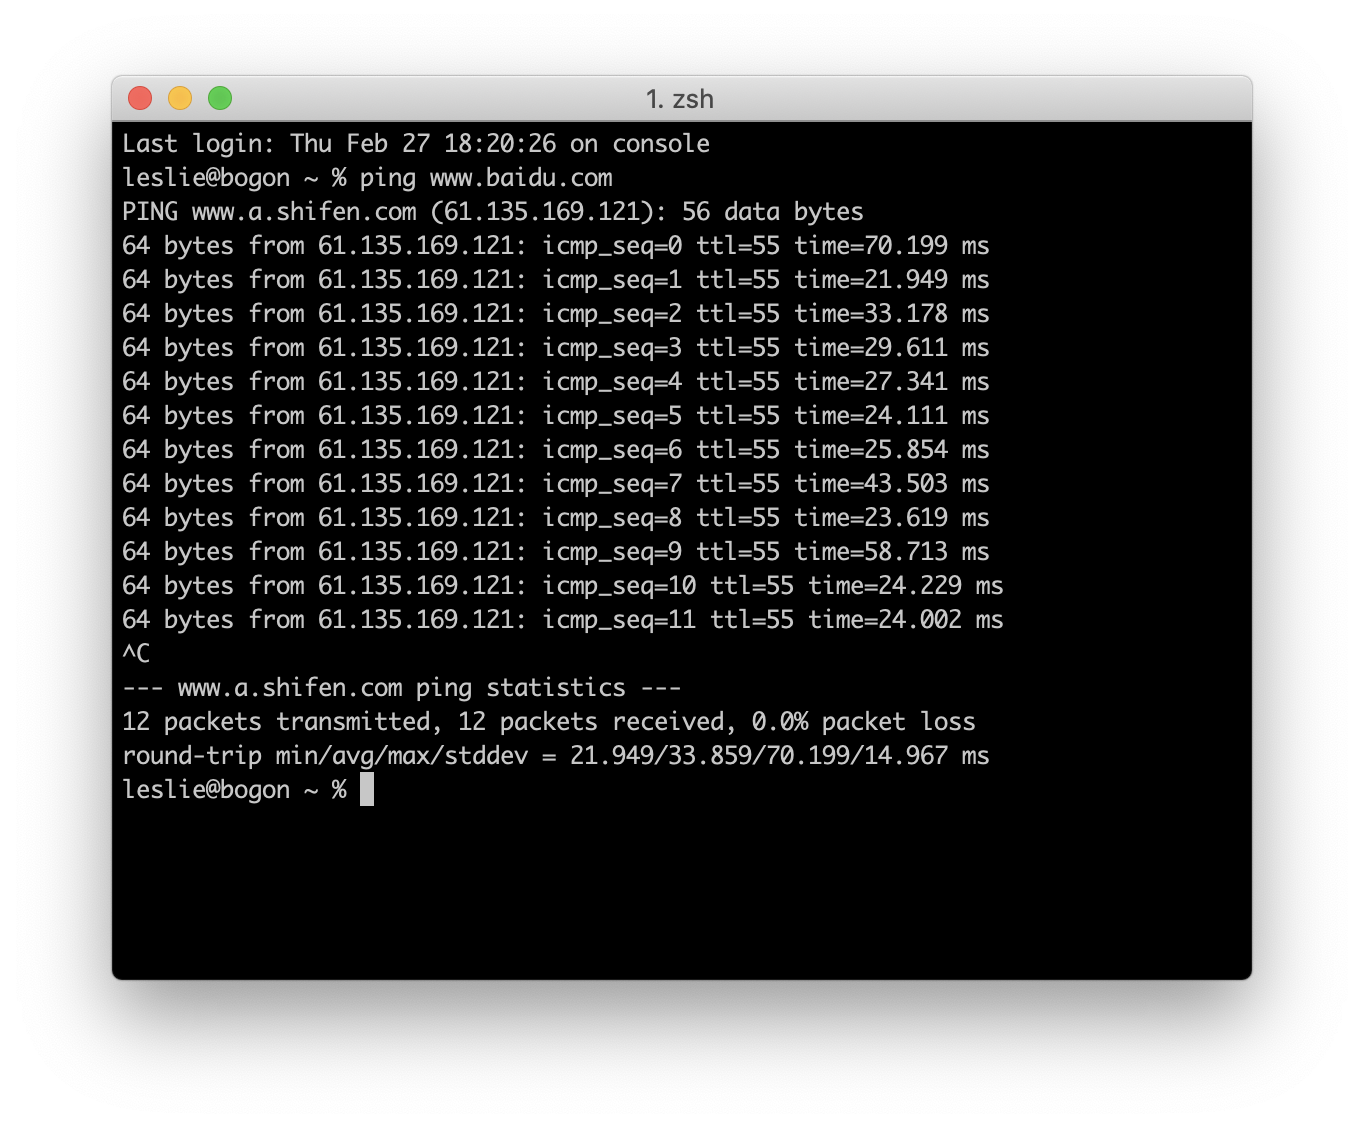 1. zsh
Last login: Thu Feb 27 18:20:26 on console
leslie@bogon ~ % ping www.baidu.com
PING www.a.shifen.com (61.135.169.121): 56 data bytes
64 bytes from 61.135.169.121: icmp_seq=0 ttl=55 time=70.199 ms
64 bytes from 61.135.169.121: icmp_seq=1 ttl=55 time=21.949 ms
64 bytes from 61.135.169.121: icmp_seq=2 ttl=55 time=33.178 ms
64 bytes from 61.135.169.121: icmp_seq=3 ttl=55 time=29.611 ms
64 bytes from 61.135.169.121: icmp_seq=4 ttl=55 time=27.341 ms
64 bytes from 61.135.169.121: icmp_seq=5 ttl=55 time=24.111 ms
64 bytes from 61.135.169.121: icmp_seq=6 ttl=55 time=25.854 ms
64 bytes from 61.135.169.121: icmp_seq=7 ttl=55 time=43.503 ms
64 bytes from 61.135.169.121: icmp_seq=8 ttl=55 time=23.619 ms
64 bytes from 61.135.169.121: icmp_seq=9 ttl=55 time=58.713 ms
64 bytes from 61.135.169.121: icmp_seq=10 ttl=55 time=24.229 ms
64 bytes from 61.135.169.121: icmp_seq=11 ttl=55 time=24.002 ms
^C
--- www.a.shifen.com ping statistics ---
12 packets transmitted, 12 packets received, 0.0% packet loss
round-trip min/avg/max/stddev = 21.949/33.859/70.199/14.967 ms
leslie@bogon ~ %